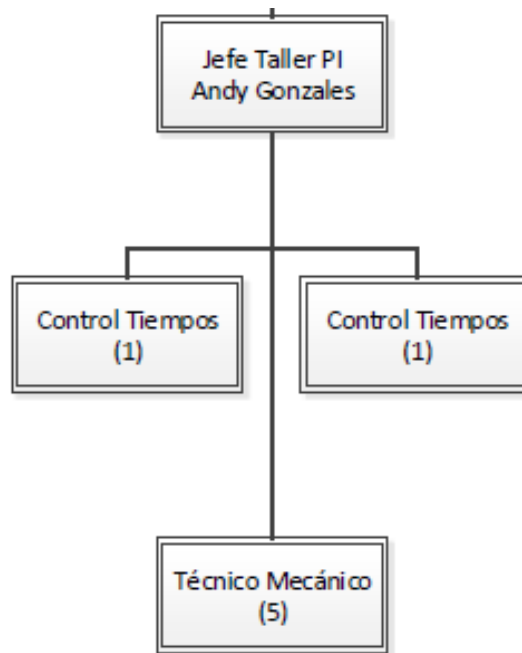 Jefe Taller PI
Andy Gonzales
Control Tiempos
(1)
Control Tiempos
(1)
Técnico Mecánico
(5)